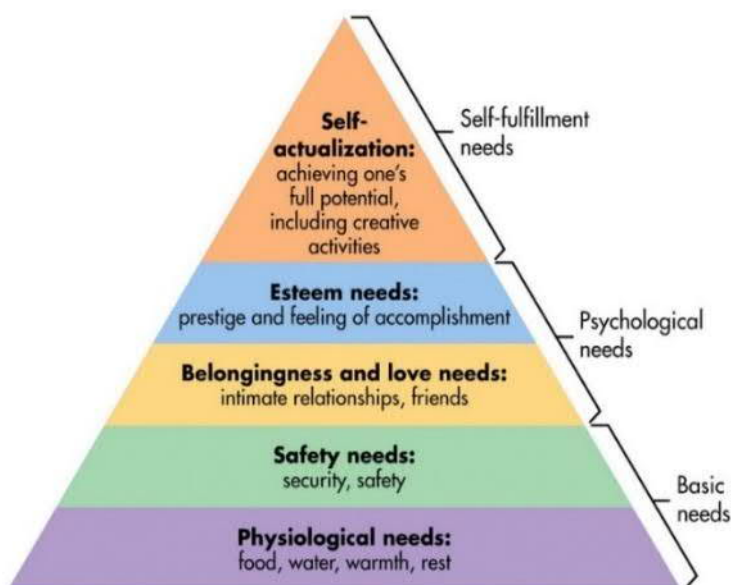 Self-
actualization:
achieving one's
full potential,
including creative
activities
Esteem needs:
prestige and feeling of accomplishment
Belongingness and love needs:
intimate relationships, friends
Safety needs:
security, safety
Physiological needs:
food, water, warmth, rest
Self-fulfillment
needs
Psychological
needs
Basic
needs